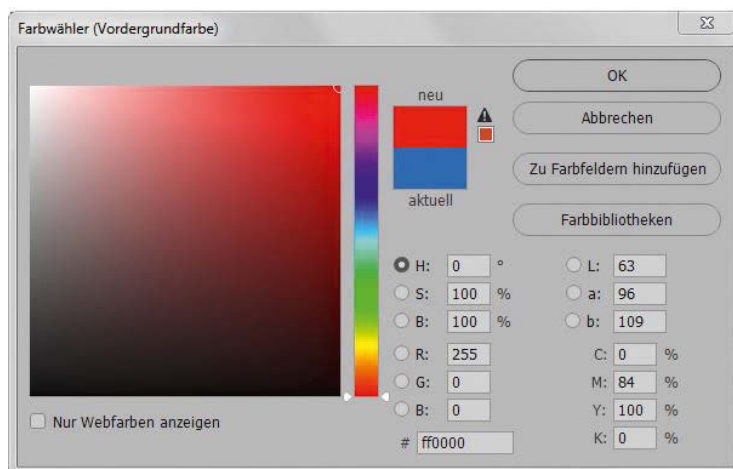 Farbwähler (Vordergrundfarbe)
neu
aktuell
OK
Abbrechen
Zu Farbfeldern hinzufügen
Farbbibliotheken
H: 0 °
S: 100 %
B: 100 %
R: 255
G: 0
B: 0
# ff0000
L: 63
a: 96
b: 109
C: 0 %
M: 84 %
Y: 100 %
K: 0 %
Nur Webfarben anzeigen